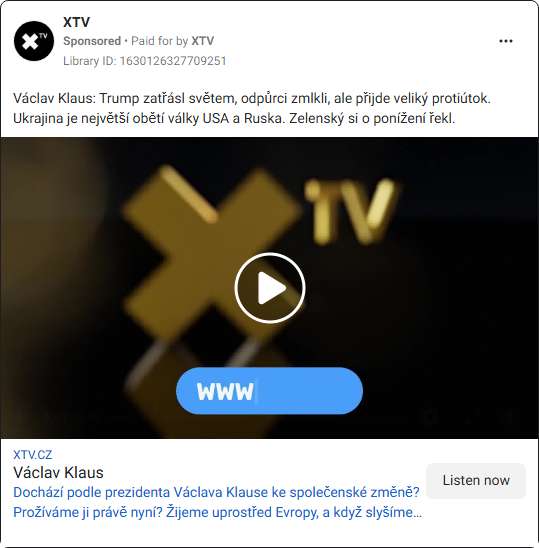 XTV
Sponsored • Paid for by XTV
Library ID: 1630126327709251
Václav Klaus: Trump zatřásl světem, odpůrci zmlkli, ale přijde veliký protiútok.
Ukrajina je největší obětí války USA a Ruska. Zelenský si o ponížení řekl.
XTV
WWW
XTV.CZ
Václav Klaus
Dochází podle prezidenta Václava Klause ke společenské změně?
Prožíváme ji právě nyní? Žijeme uprostřed Evropy, a když slyšíme…
Listen now